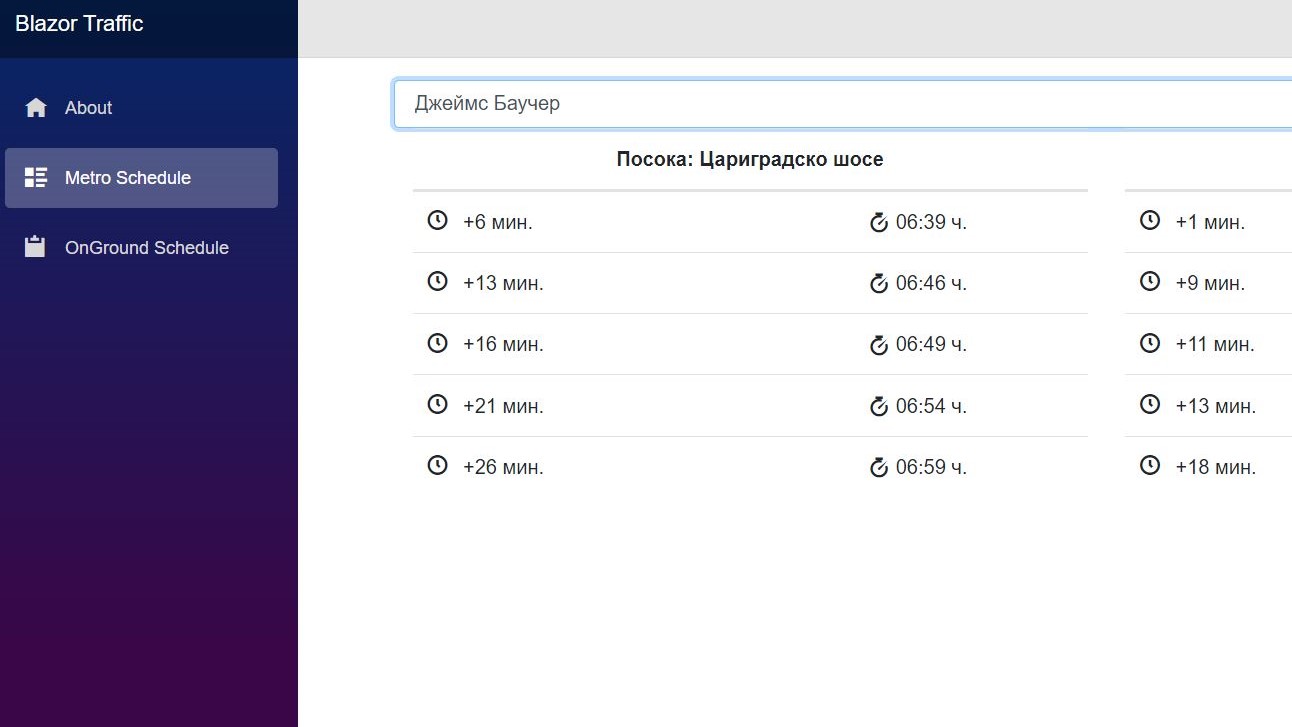 Blazor Traffic
About
Metro Schedule
OnGround Schedule
Джеймс Баучер
Посока: Цариградско шосе
+6 мин. 06:39 ч. +1 мин.
+13 мин. 06:46 ч. +9 мин.
+16 мин. 06:49 ч. +11 мин.
+21 мин. 06:54 ч. +13 мин.
+26 мин. 06:59 ч. +18 мин.